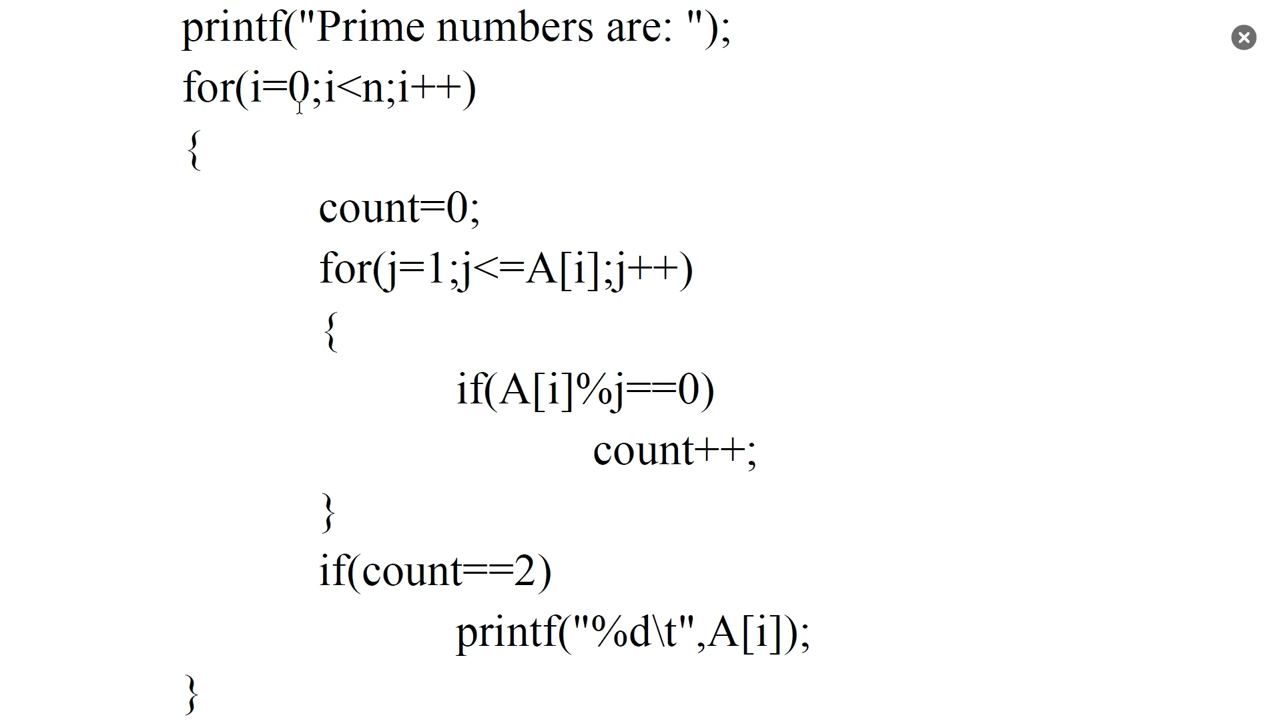 printf("Prime numbers are: ");
for(i=0;i<n;i++)
{
count=0;
for(j=1;j<=A[i];j++)
{
if(A[i]%j==0)
count++;
}
if(count==2)
printf("%d\t",A[i]);
}